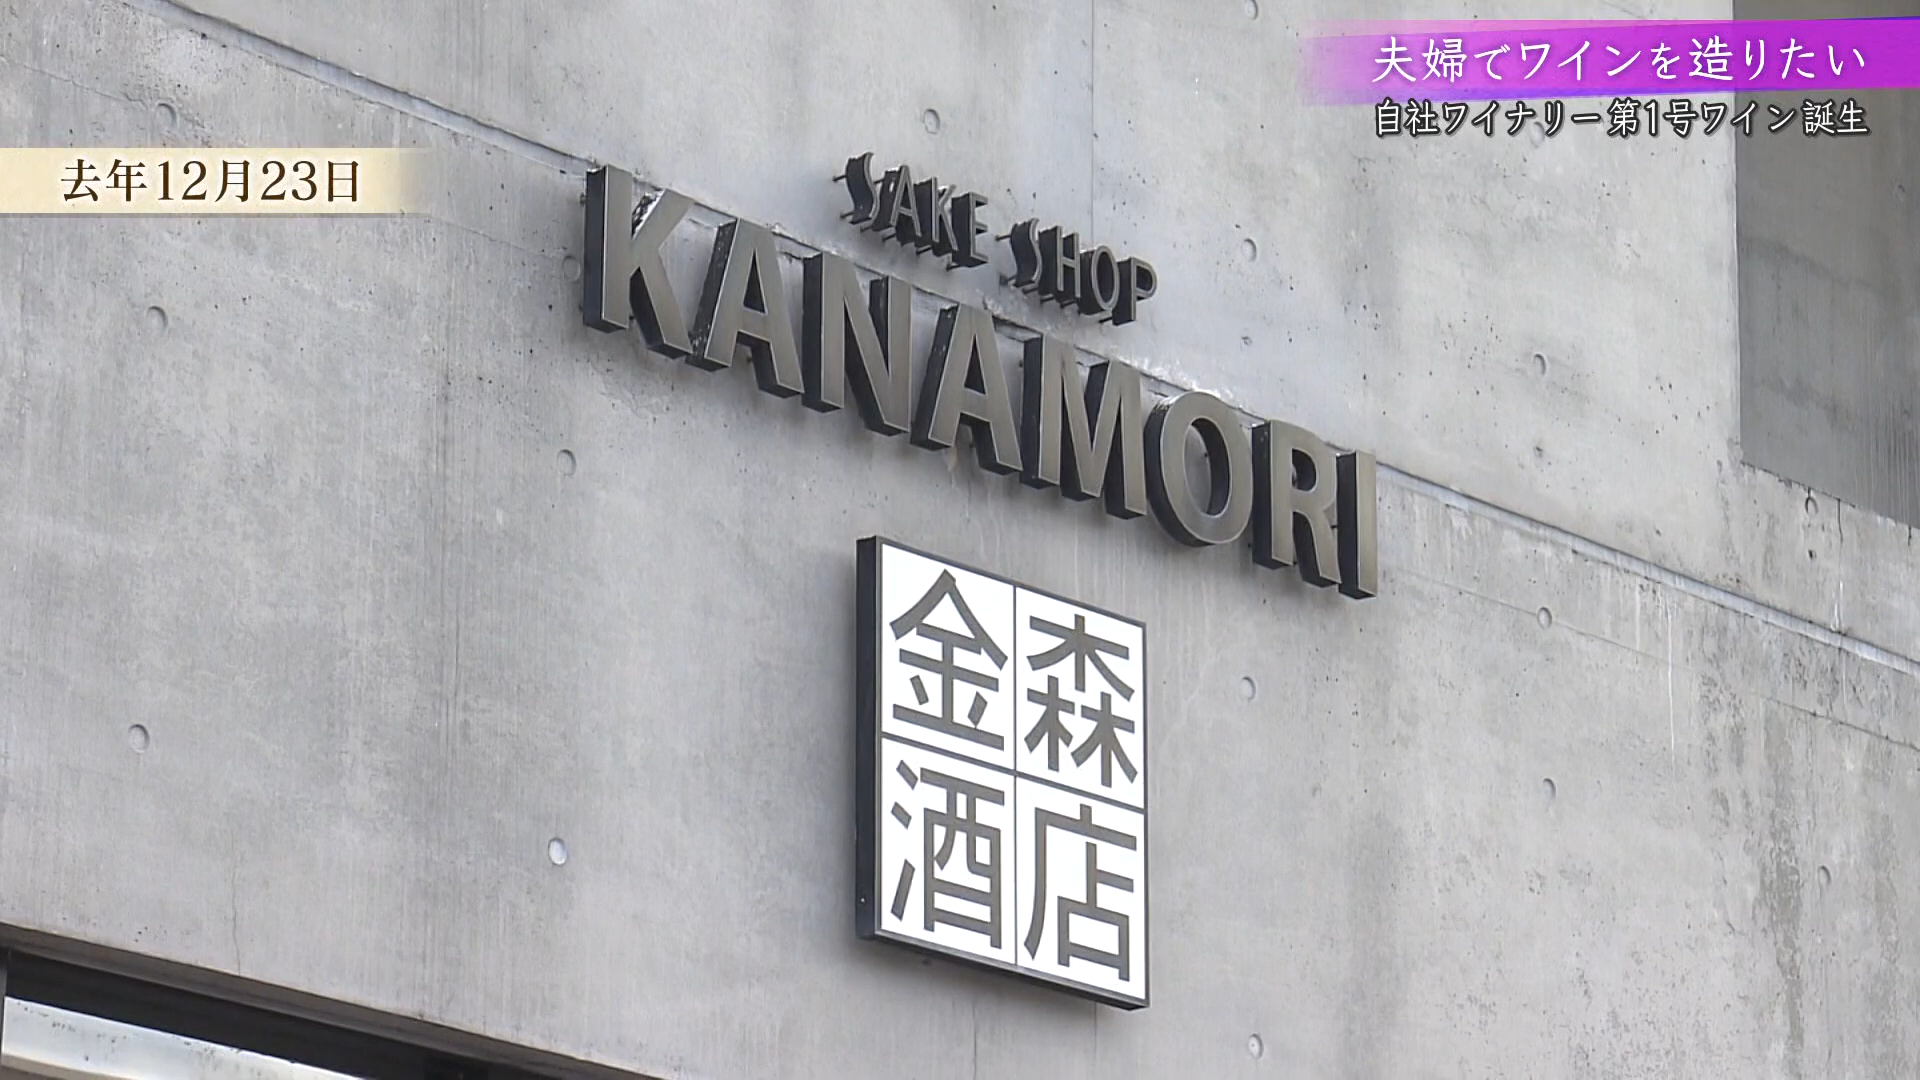 夫婦でワインを造りたい
自社ワイナリー第1号ワイン誕生
去年12月23日
SAKE SHOP
KANAMORI
金森
酒店